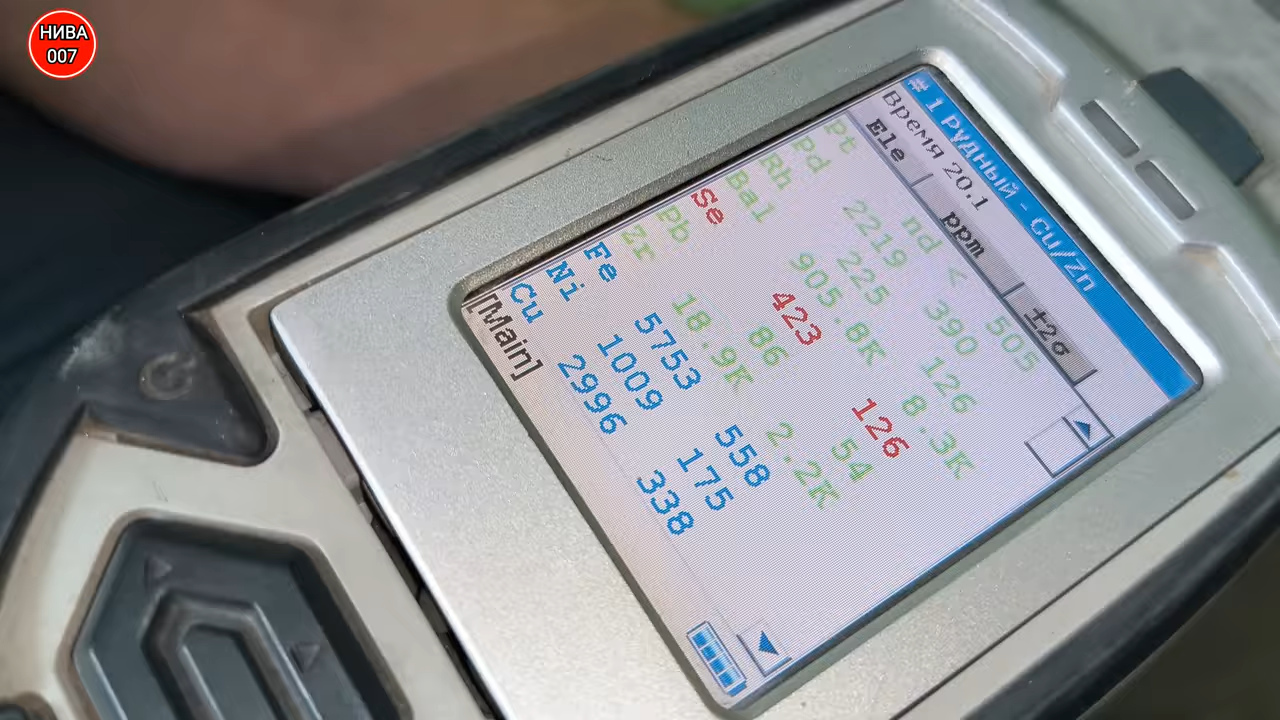 НИВА
007
# 1 РУДНЫЙ - Cu/Zn
Время 20.1
Ele ppm ±2σ
Pt nd < 505
Pd 2219 390
Rh 225 126
Bal 905.8K 8.3K
Se 423 126
Pb 86 54
Zr 18.9K 2.2K
Fe 5753 558
Ni 1009 175
Cu 2996 338
[Main]